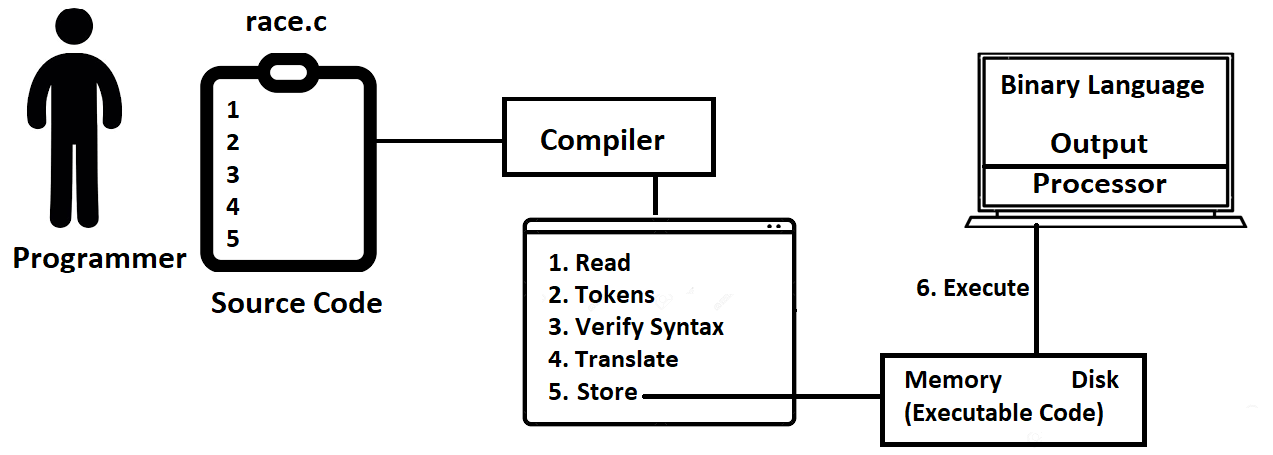 race.c
1
2
3
4
5
Programmer
Source Code
Compiler
1. Read
2. Tokens
3. Verify Syntax
4. Translate
5. Store
Memory Disk
(Executable Code)
6. Execute
Binary Language
Output
Processor